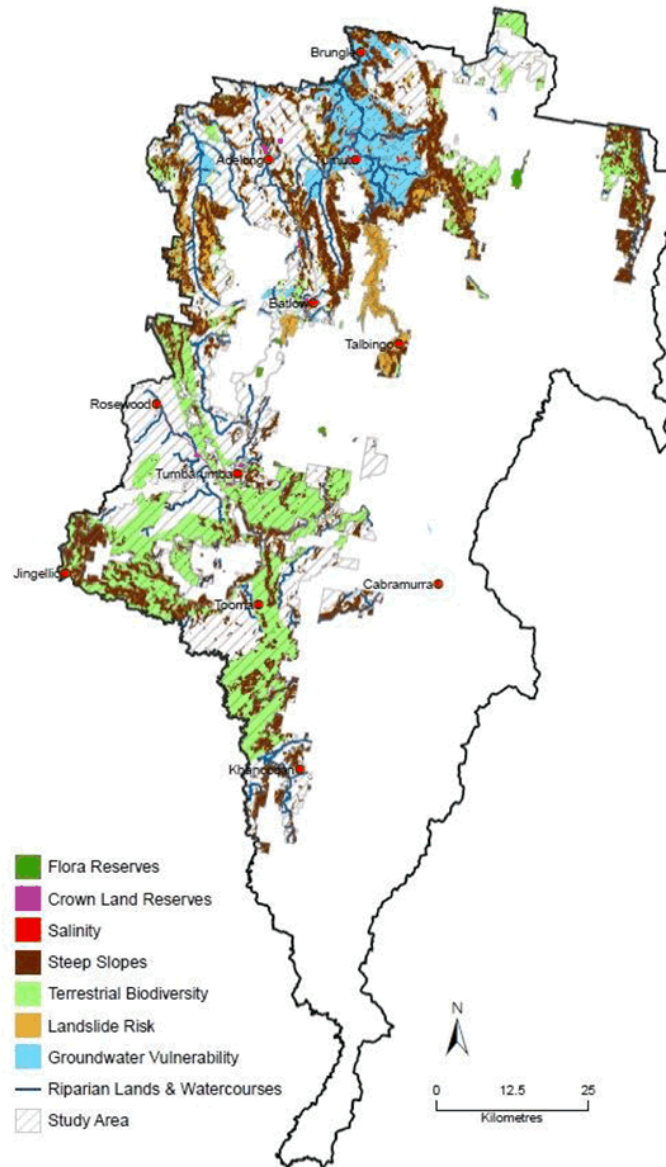 Brungle
Adelong
Tumut
Batlow
Talbingo
Rosewood
Tumbarumba
Jingellic
Cabramurra
Tooma
Khancoban
Flora Reserves
Crown Land Reserves
Salinity
Steep Slopes
Terrestrial Biodiversity
Landslide Risk
Groundwater Vulnerability
Riparian Lands & Watercourses
Study Area
N
0 12.5 25
Kilometres